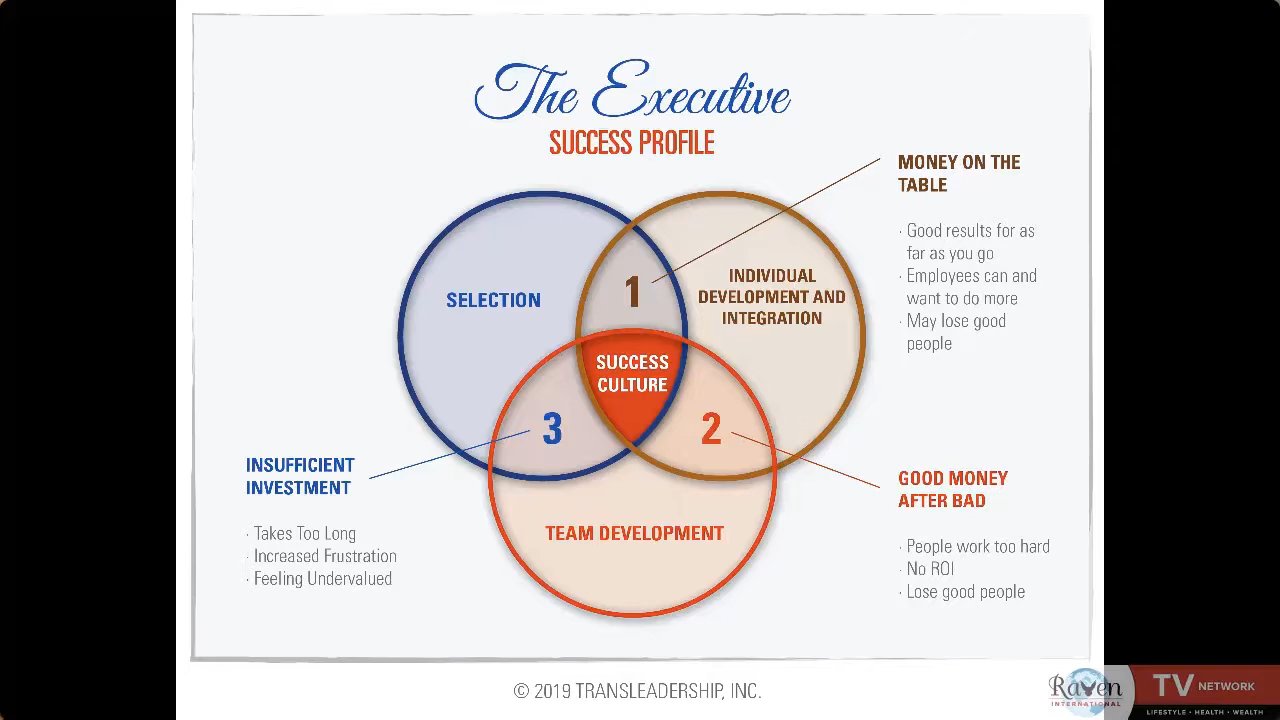 The Executive
SUCCESS PROFILE
MONEY ON THE
TABLE
· Good results for as
far as you go
· Employees can and
want to do more
· May lose good
people
SELECTION
1
INDIVIDUAL
DEVELOPMENT AND
INTEGRATION
SUCCESS
CULTURE
3
2
INSUFFICIENT
INVESTMENT
· Takes Too Long
· Increased Frustration
· Feeling Undervalued
GOOD MONEY
AFTER BAD
· People work too hard
· No ROI
· Lose good people
TEAM DEVELOPMENT
© 2019 TRANSLEADERSHIP, INC.
Raven
INTERNATIONAL
TV NETWORK
LIFESTYLE • HEALTH • WEALTH